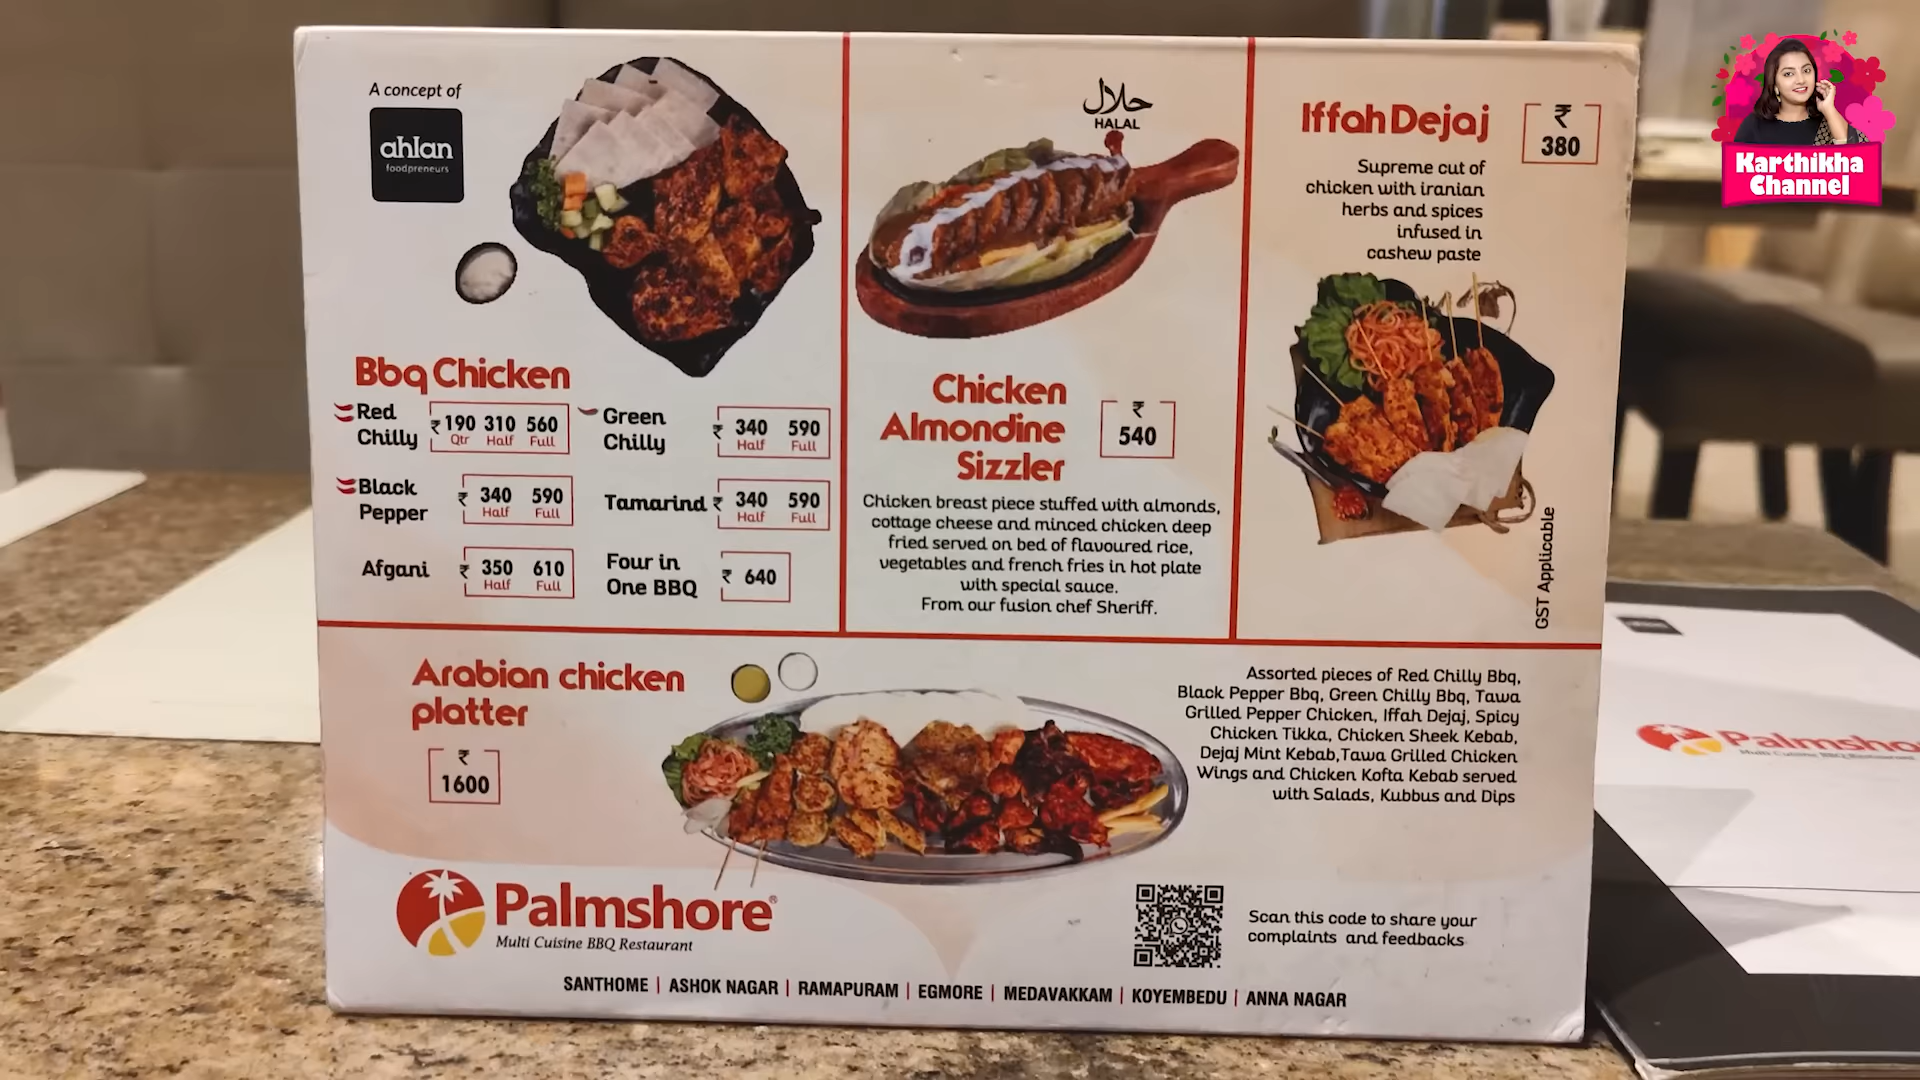 A concept of
ahlan
foodpreneurs
Bbq Chicken
Red Chilly ₹ 190 310 560
Qtr Half Full
Green Chilly ₹ 340 590
Half Full
Black Pepper ₹ 340 590
Half Full
Tamarind ₹ 340 590
Half Full
Afgani ₹ 350 610
Half Full
Four in One BBQ ₹ 640
حلال
HALAL
Chicken
Almondine
Sizzler
₹
540
Chicken breast piece stuffed with almonds,
cottage cheese and minced chicken deep
fried served on bed of flavoured rice,
vegetables and french fries in hot plate
with special sauce.
From our fusion chef Sheriff.
Iffah Dejaj
₹
380
Supreme cut of
chicken with iranian
herbs and spices
infused in
cashew paste
GST Applicable
Arabian chicken
platter
₹
1600
Assorted pieces of Red Chilly Bbq,
Black Pepper Bbq, Green Chilly Bbq, Tawa
Grilled Pepper Chicken, Iffah Dejaj, Spicy
Chicken Tikka, Chicken Sheek Kebab,
Dejaj Mint Kebab,Tawa Grilled Chicken
Wings and Chicken Kofta Kebab served
with Salads, Kubbus and Dips
Palmshore®
Multi Cuisine BBQ Restaurant
Scan this code to share your
complaints and feedbacks
SANTHOME | ASHOK NAGAR | RAMAPURAM | EGMORE | MEDAVAKKAM | KOYEMBEDU | ANNA NAGAR
Karthikha
Channel
Palmsho